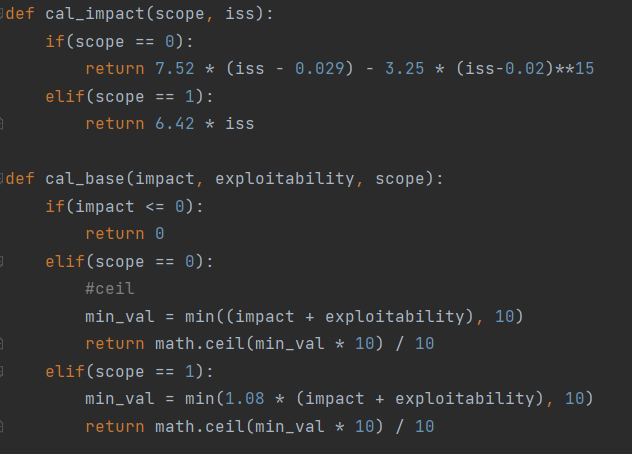 def cal_impact(scope, iss):
    if(scope == 0):
        return 7.52 * (iss - 0.029) - 3.25 * (iss-0.02)**15
    elif(scope == 1):
        return 6.42 * iss

def cal_base(impact, exploitability, scope):
    if(impact <= 0):
        return 0
    elif(scope == 0):
        #ceil
        min_val = min((impact + exploitability), 10)
        return math.ceil(min_val * 10) / 10
    elif(scope == 1):
        min_val = min(1.08 * (impact + exploitability), 10)
        return math.ceil(min_val * 10) / 10